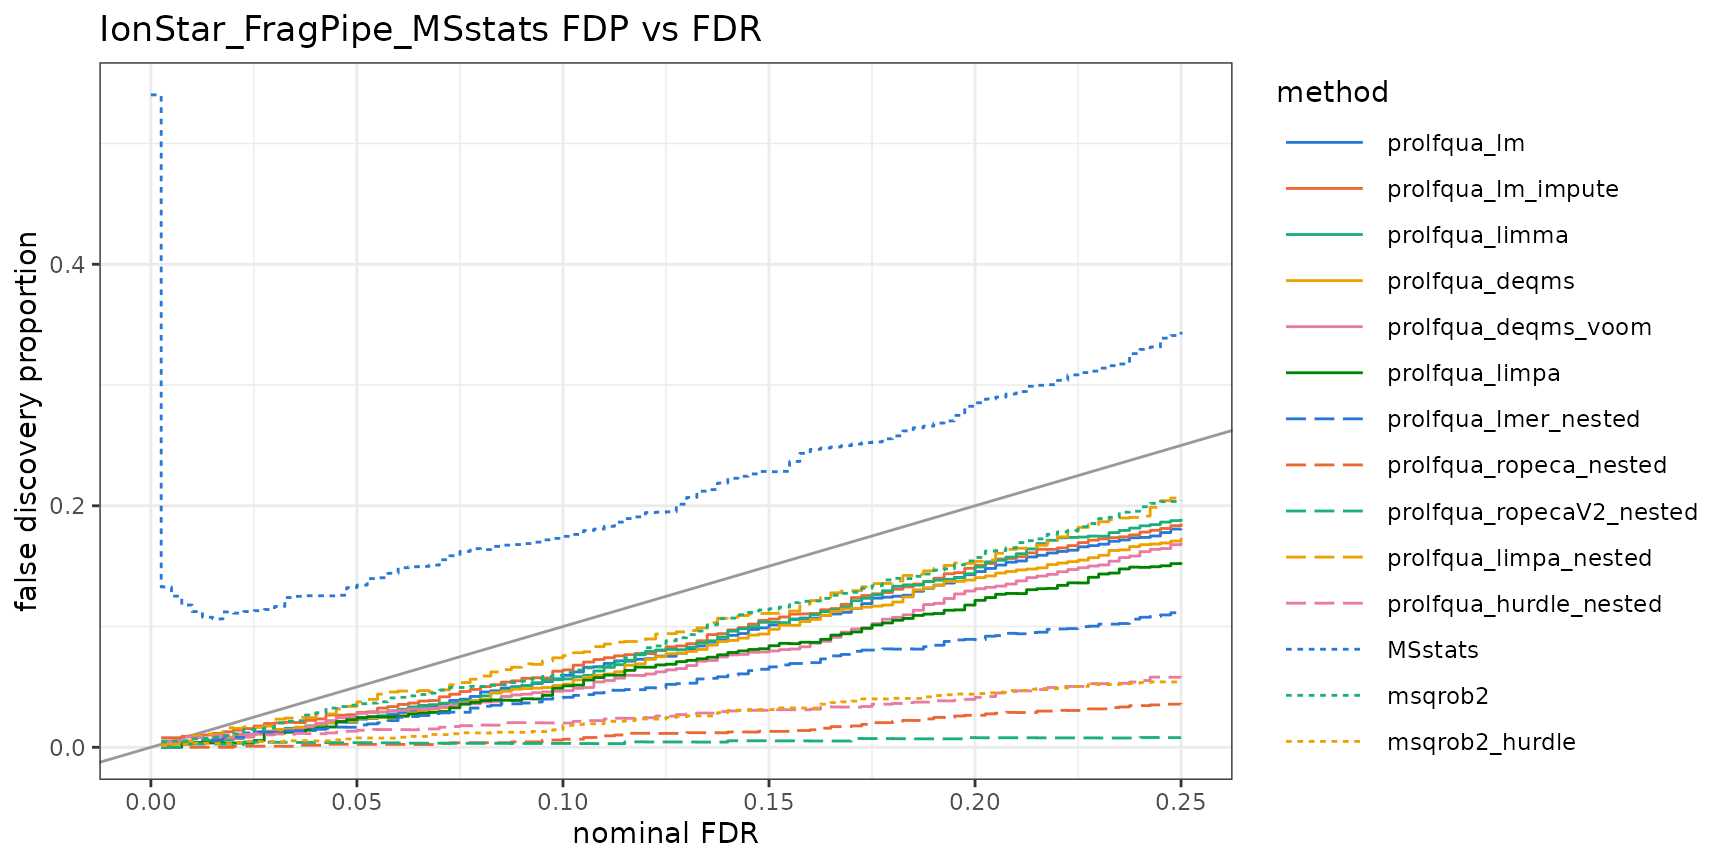 IonStar_FragPipe_MSstats FDP vs FDR
false discovery proportion
0.4
0.2
0.0
0.00 0.05 0.10 0.15 0.20 0.25
nominal FDR
method
prolfqua_lm
prolfqua_lm_impute
prolfqua_limma
prolfqua_deqms
prolfqua_deqms_voom
prolfqua_limpa
prolfqua_lmer_nested
prolfqua_ropeca_nested
prolfqua_ropecaV2_nested
prolfqua_limpa_nested
prolfqua_hurdle_nested
MSstats
msqrob2
msqrob2_hurdle